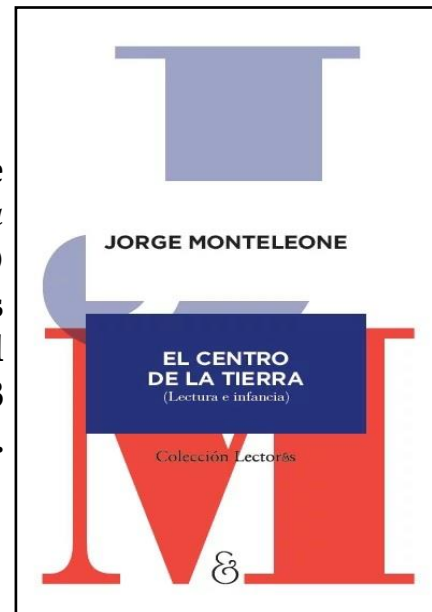 JORGE MONTELEONE
EL CENTRO
DE LA TIERRA
(Lectura e infancia)
Colección Lector&s
&